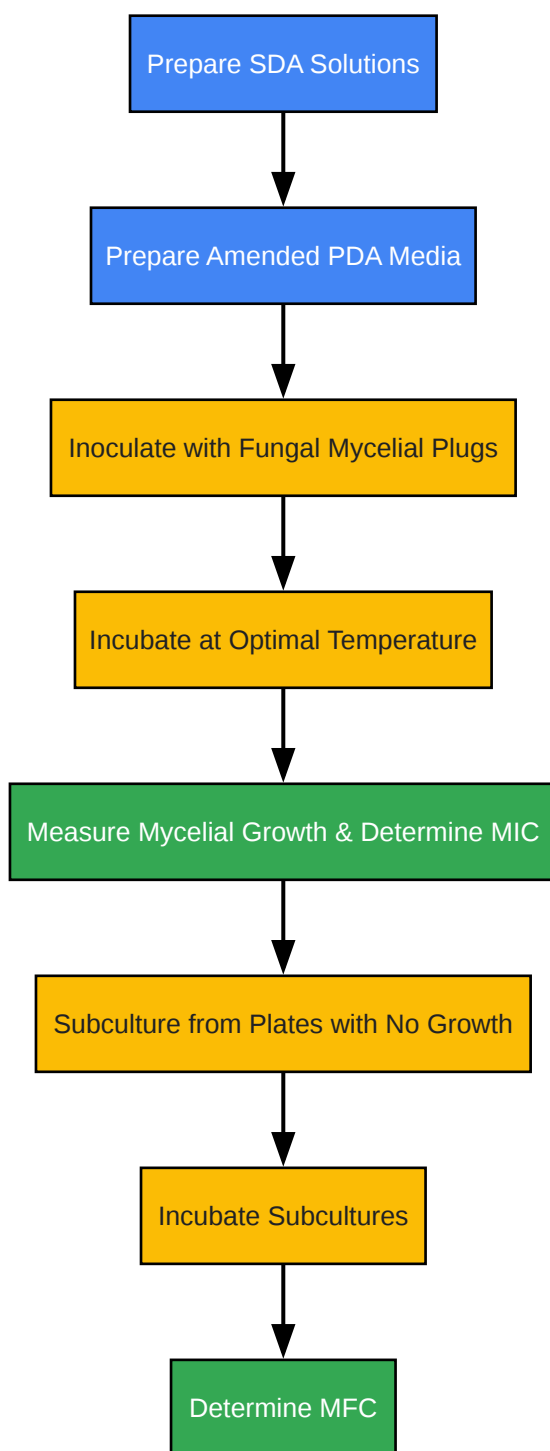 Prepare SDA Solutions
Prepare Amended PDA Media
Inoculate with Fungal Mycelial Plugs
Incubate at Optimal Temperature
Measure Mycelial Growth & Determine MIC
Subculture from Plates with No Growth
Incubate Subcultures
Determine MFC